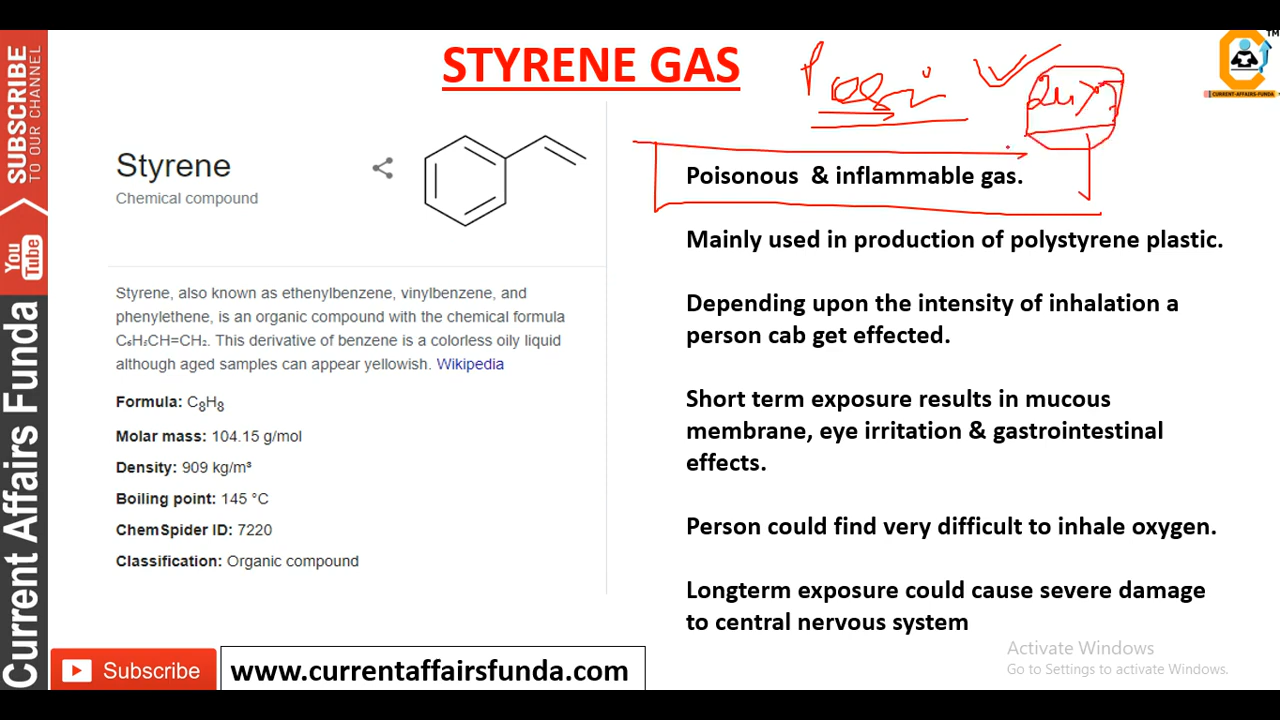 STYRENE GAS
TM
CURRENT-AFFAIRS-FUNDA
SUBSCRIBE
TO OUR CHANNEL
You
Tube
Current Affairs Funda
Styrene
Chemical compound
Styrene, also known as ethenylbenzene, vinylbenzene, and
phenylethene, is an organic compound with the chemical formula
C₆H₅CH=CH₂. This derivative of benzene is a colorless oily liquid
although aged samples can appear yellowish. Wikipedia
Formula: C₈H₈
Molar mass: 104.15 g/mol
Density: 909 kg/m³
Boiling point: 145 °C
ChemSpider ID: 7220
Classification: Organic compound
Poisonous & inflammable gas.
Mainly used in production of polystyrene plastic.
Depending upon the intensity of inhalation a
person cab get effected.
Short term exposure results in mucous
membrane, eye irritation & gastrointestinal
effects.
Person could find very difficult to inhale oxygen.
Longterm exposure could cause severe damage
to central nervous system
Activate Windows
Go to Settings to activate Windows.
Subscribe
www.currentaffairsfunda.com